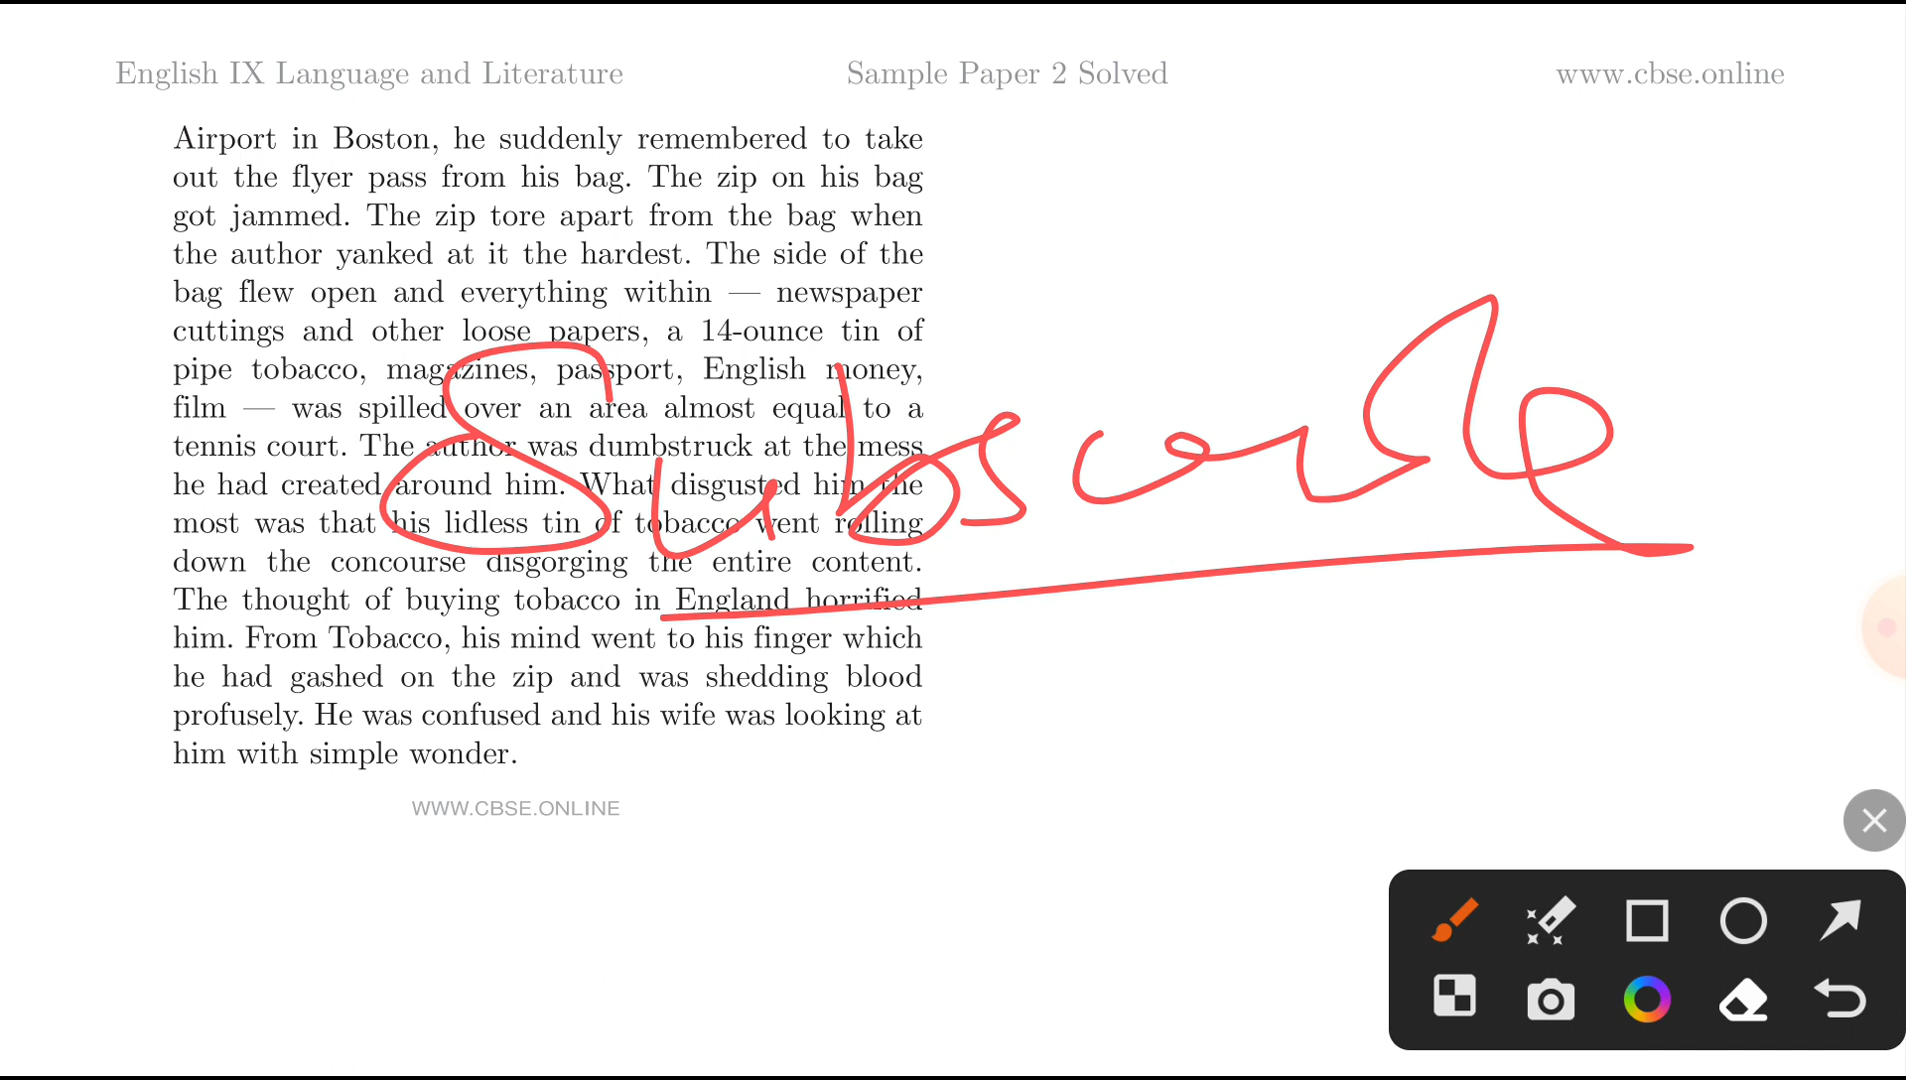 English IX Language and Literature
Sample Paper 2 Solved
www.cbse.online
Airport in Boston, he suddenly remembered to take
out the flyer pass from his bag. The zip on his bag
got jammed. The zip tore apart from the bag when
the author yanked at it the hardest. The side of the
bag flew open and everything within — newspaper
cuttings and other loose papers, a 14-ounce tin of
pipe tobacco, magazines, passport, English money,
film — was spilled over an area almost equal to a
tennis court. The author was dumbstruck at the mess
he had created around him. What disgusted him the
most was that his lidless tin of tobacco went rolling
down the concourse disgorging the entire content.
The thought of buying tobacco in England horrified
him. From Tobacco, his mind went to his finger which
he had gashed on the zip and was shedding blood
profusely. He was confused and his wife was looking at
him with simple wonder.
WWW.CBSE.ONLINE